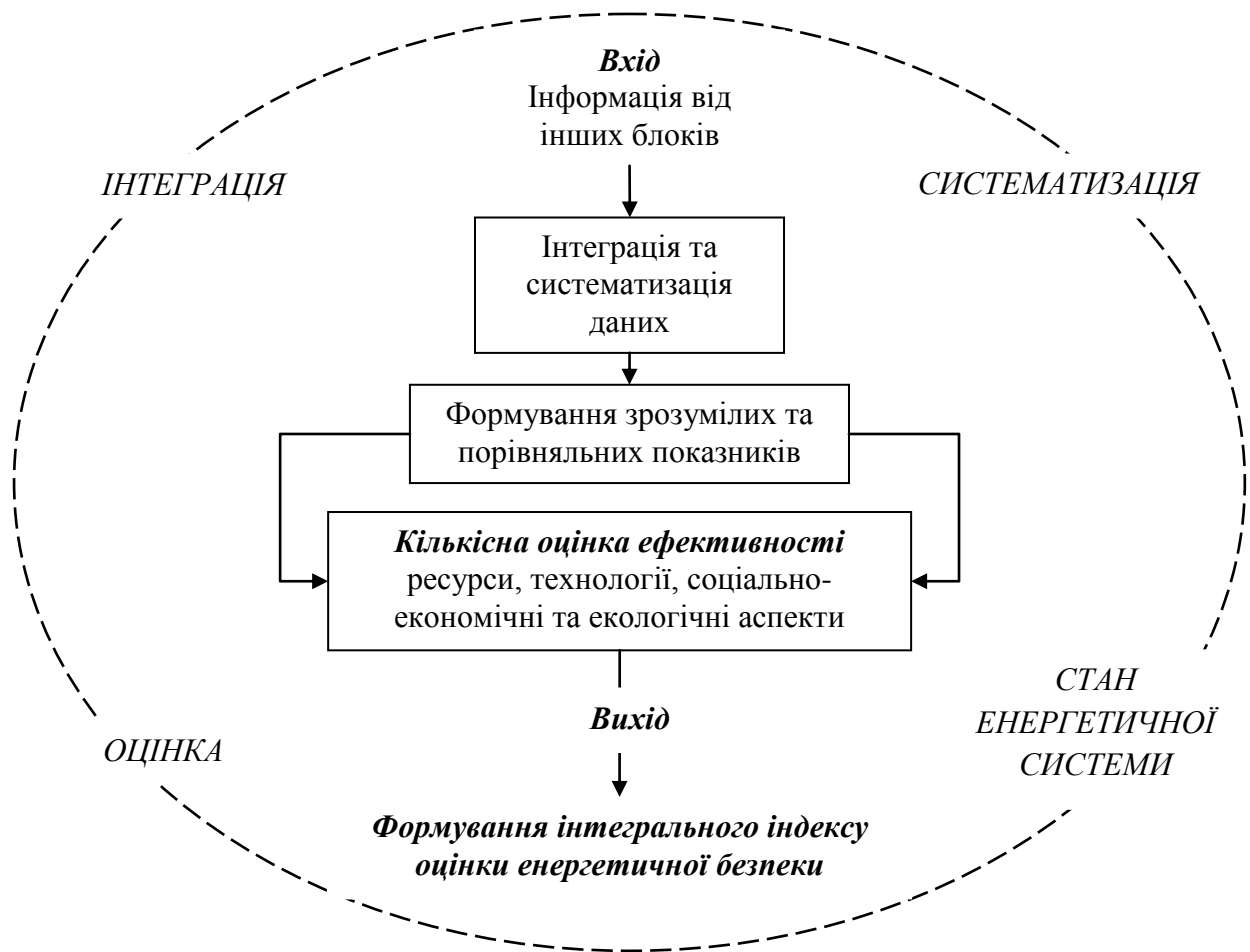 Вхід
Інформація від
інших блоків
ІНТЕГРАЦІЯ
СИСТЕМАТИЗАЦІЯ
Інтеграція та
систематизація
даних
Формування зрозумілих та
порівняльних показників
Кількісна оцінка ефективності
ресурси, технології, соціально-
економічні та екологічні аспекти
Вихід
ОЦІНКА
СТАН
ЕНЕРГЕТИЧНОЇ
СИСТЕМИ
Формування інтегрального індексу
оцінки енергетичної безпеки